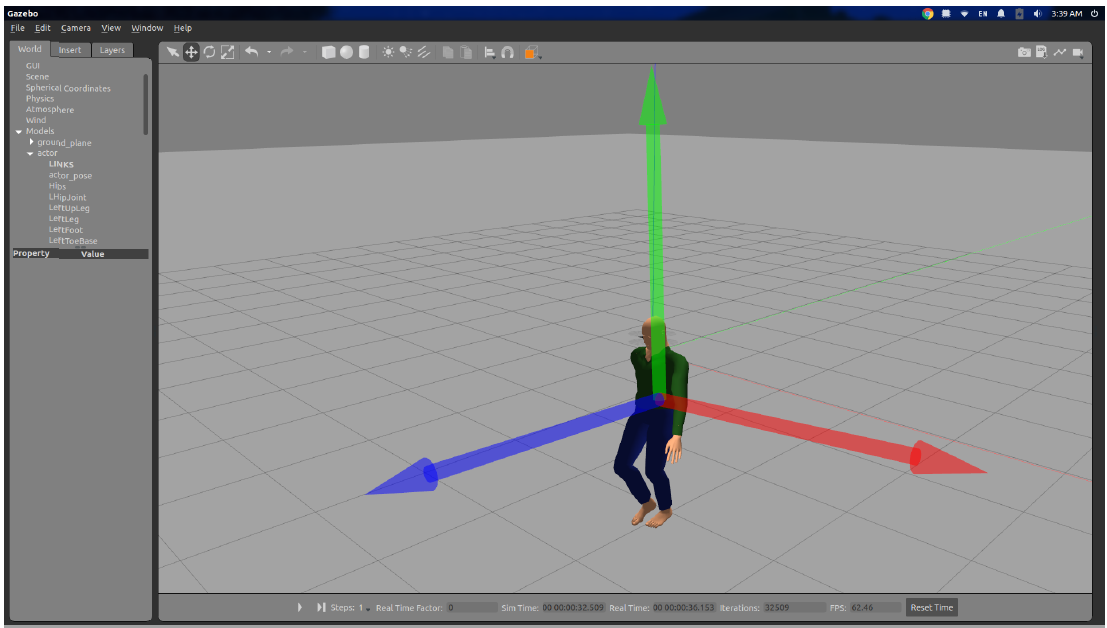 Gazebo EN 3:39 AM
File Edit Camera View Window Help
World Insert Layers
GUI
Scene
Spherical Coordinates
Physics
Atmosphere
Wind
Models
ground_plane
actor
LINKS
actor_pose
Hips
LHipJoint
LeftUpLeg
LeftLeg
LeftFoot
LeftToeBase
Property Value
Steps: 1 Real Time Factor: 0 Sim Time: 00 00:00:32.509 Real Time: 00 00:00:36.153 Iterations: 32509 FPS: 62.46 Reset Time